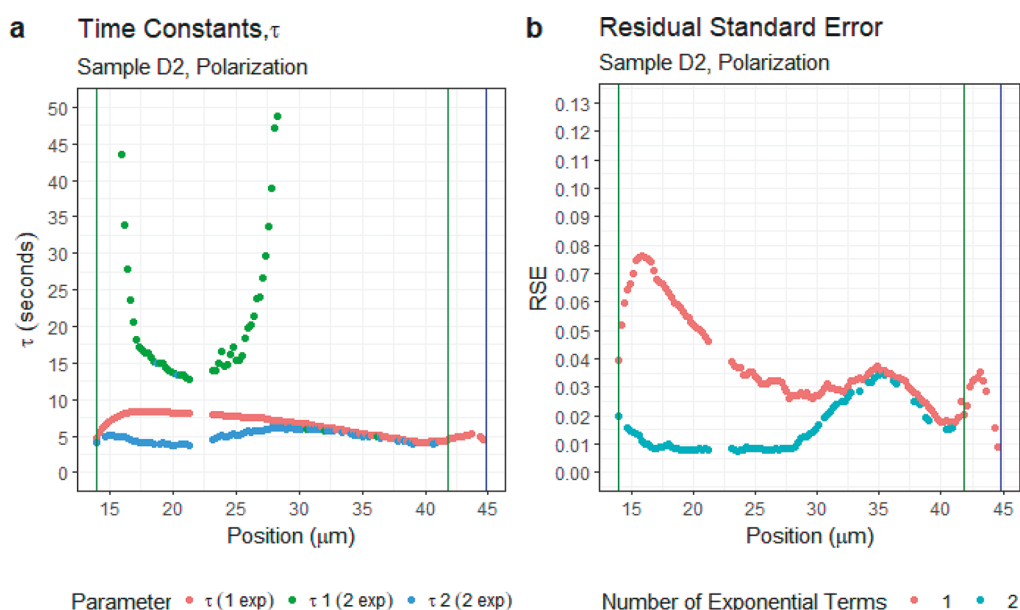 a Time Constants,τ
Sample D2, Polarization
50
45
40
35
30
25
20
15
10
5
0
τ (seconds)
15 20 25 30 35 40 45
Position (μm)
Parameter τ (1 exp) τ 1 (2 exp) τ 2 (2 exp)
b Residual Standard Error
Sample D2, Polarization
0.13
0.12
0.11
0.10
0.09
0.08
0.07
0.06
0.05
0.04
0.03
0.02
0.01
0.00
RSE
15 20 25 30 35 40 45
Position (μm)
Number of Exponential Terms 1 2